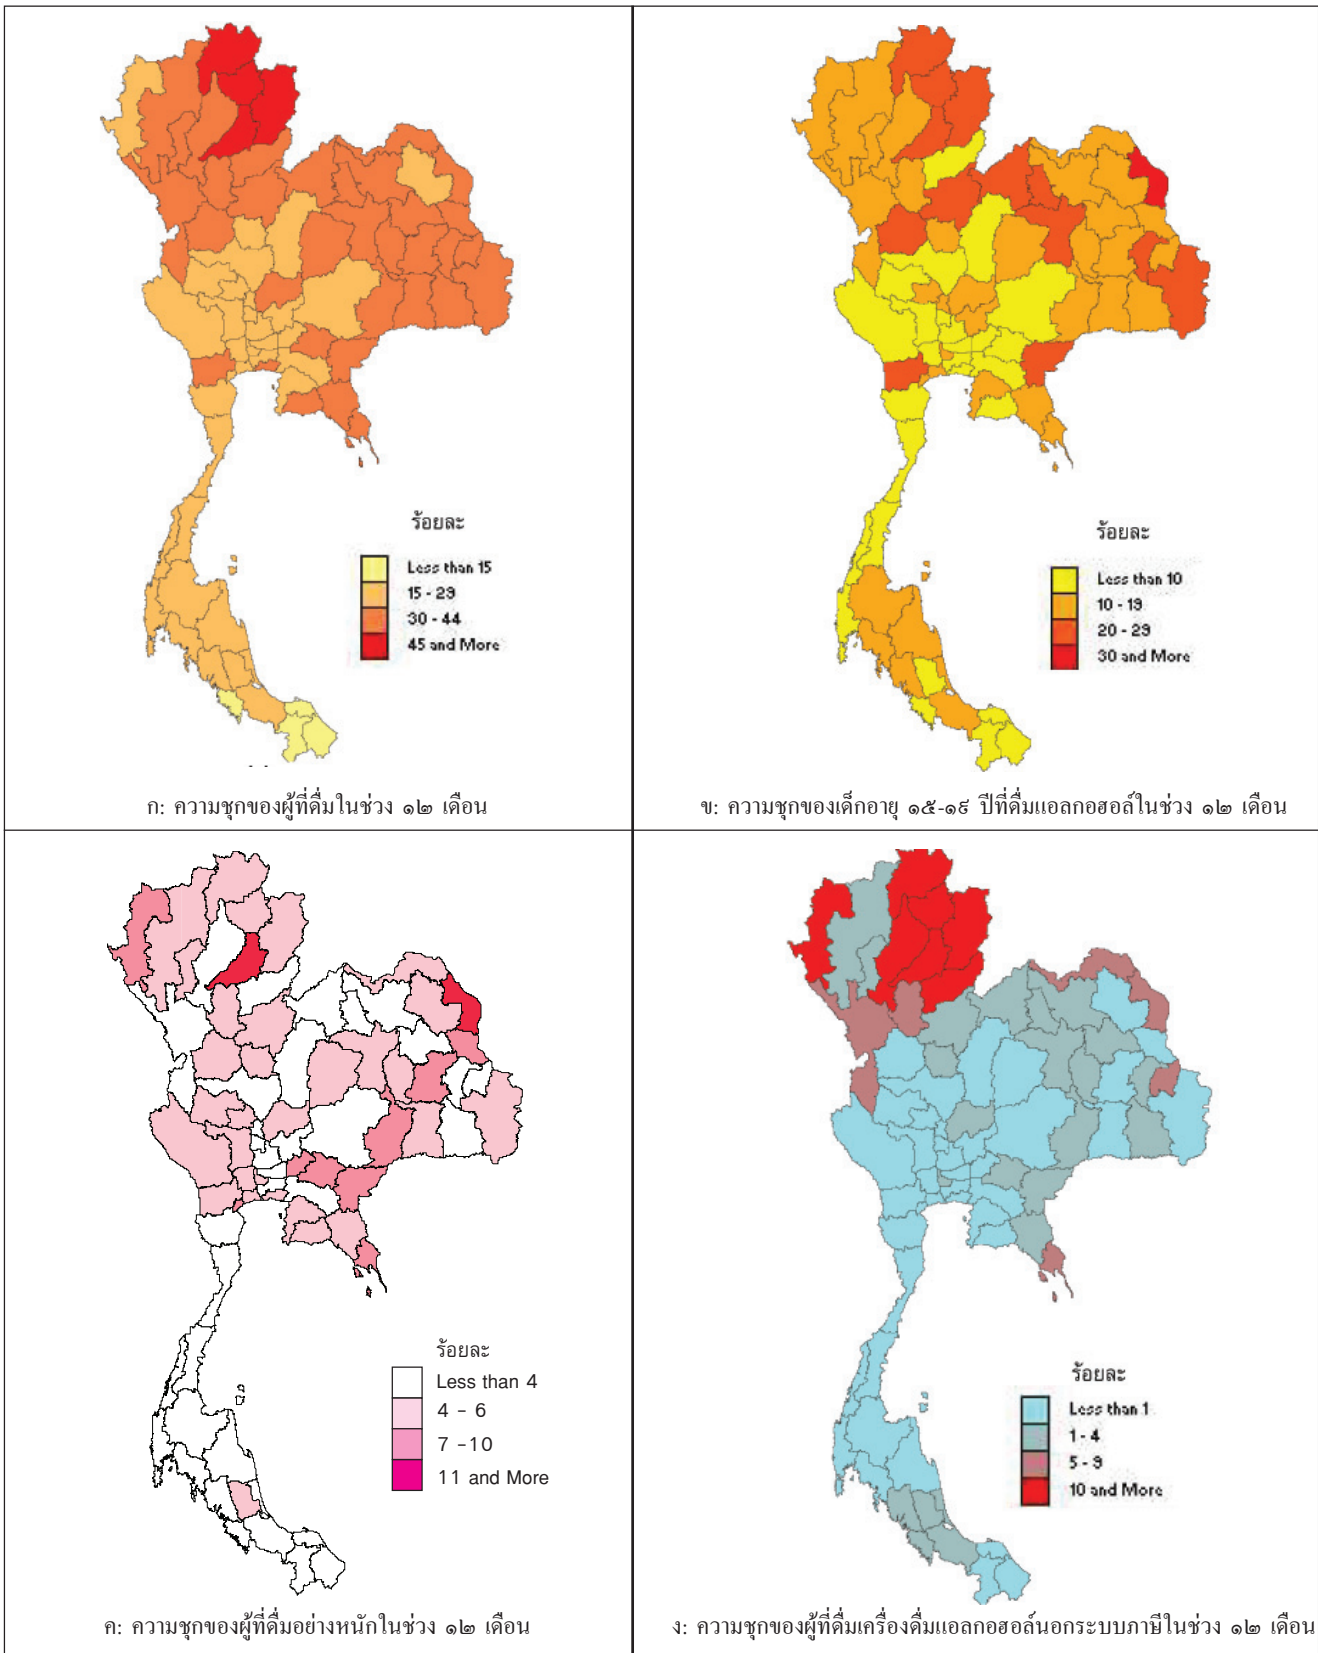 ร้อยละ
Less than 15
15 - 29
30 - 44
45 and More
ก: ความชุกของผู้ที่ดื่มในช่วง ๑๒ เดือน
ร้อยละ
Less than 10
10 - 19
20 - 29
30 and More
ข: ความชุกของเด็กอายุ ๑๕-๑๙ ปีที่ดื่มแอลกอฮอล์ในช่วง ๑๒ เดือน
ร้อยละ
Less than 4
4 - 6
7 -10
11 and More
ค: ความชุกของผู้ที่ดื่มอย่างหนักในช่วง ๑๒ เดือน
ร้อยละ
Less than 1
1 - 4
5 - 9
10 and More
ง: ความชุกของผู้ที่ดื่มเครื่องดื่มแอลกอฮอล์นอกระบบภาษีในช่วง ๑๒ เดือน